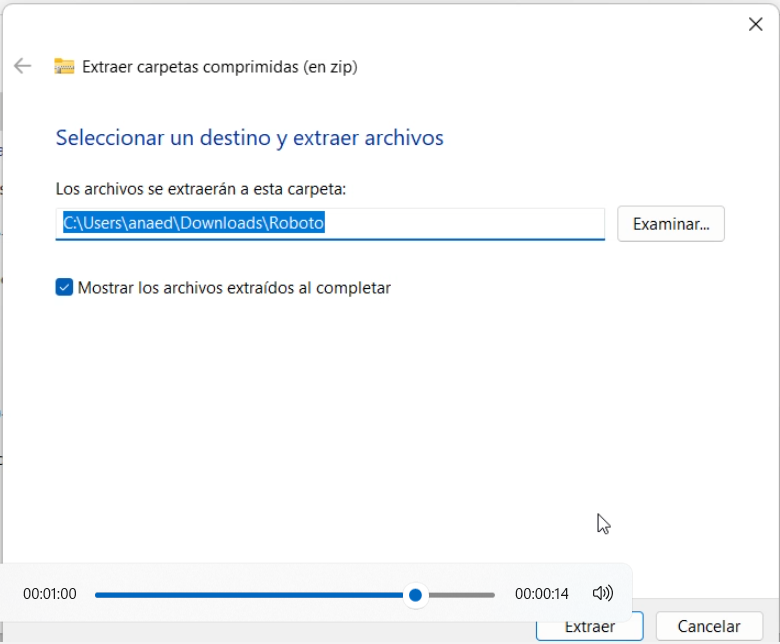 Extraer carpetas comprimidas (en zip)
Seleccionar un destino y extraer archivos
Los archivos se extraerán a esta carpeta:
C:\Users\anaed\Downloads\Roboto
Examinar...
Mostrar los archivos extraídos al completar
00:01:00
00:00:14
Extraer
Cancelar